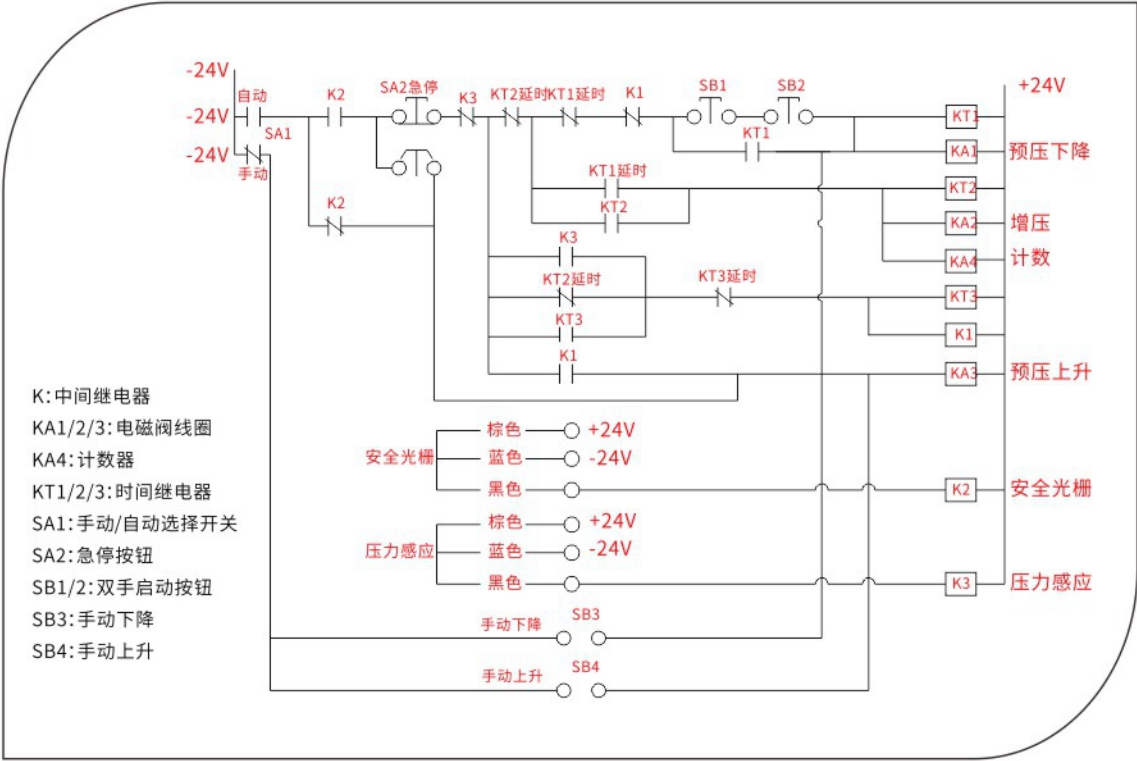 -24V
+24V
自动
K2
SA2急停
K3
KT2延时
KT1延时
K1
SB1
SB2
-24V
KT1
SA1
KT1
-24V
KA1
预压下降
手动
KT1延时
KT2
K2
KT2
KA2
增压
K3
KA4
计数
KT2延时
KT3延时
KT3
KT3
K1
K1
KA3
预压上升
K:中间继电器
KA1/2/3:电磁阀线圈
KA4:计数器
KT1/2/3:时间继电器
SA1:手动/自动选择开关
SA2:急停按钮
SB1/2:双手启动按钮
SB3:手动下降
SB4:手动上升
安全光栅
棕色
+24V
蓝色
-24V
黑色
K2
安全光栅
压力感应
棕色
+24V
蓝色
-24V
黑色
K3
压力感应
手动下降
SB3
手动上升
SB4